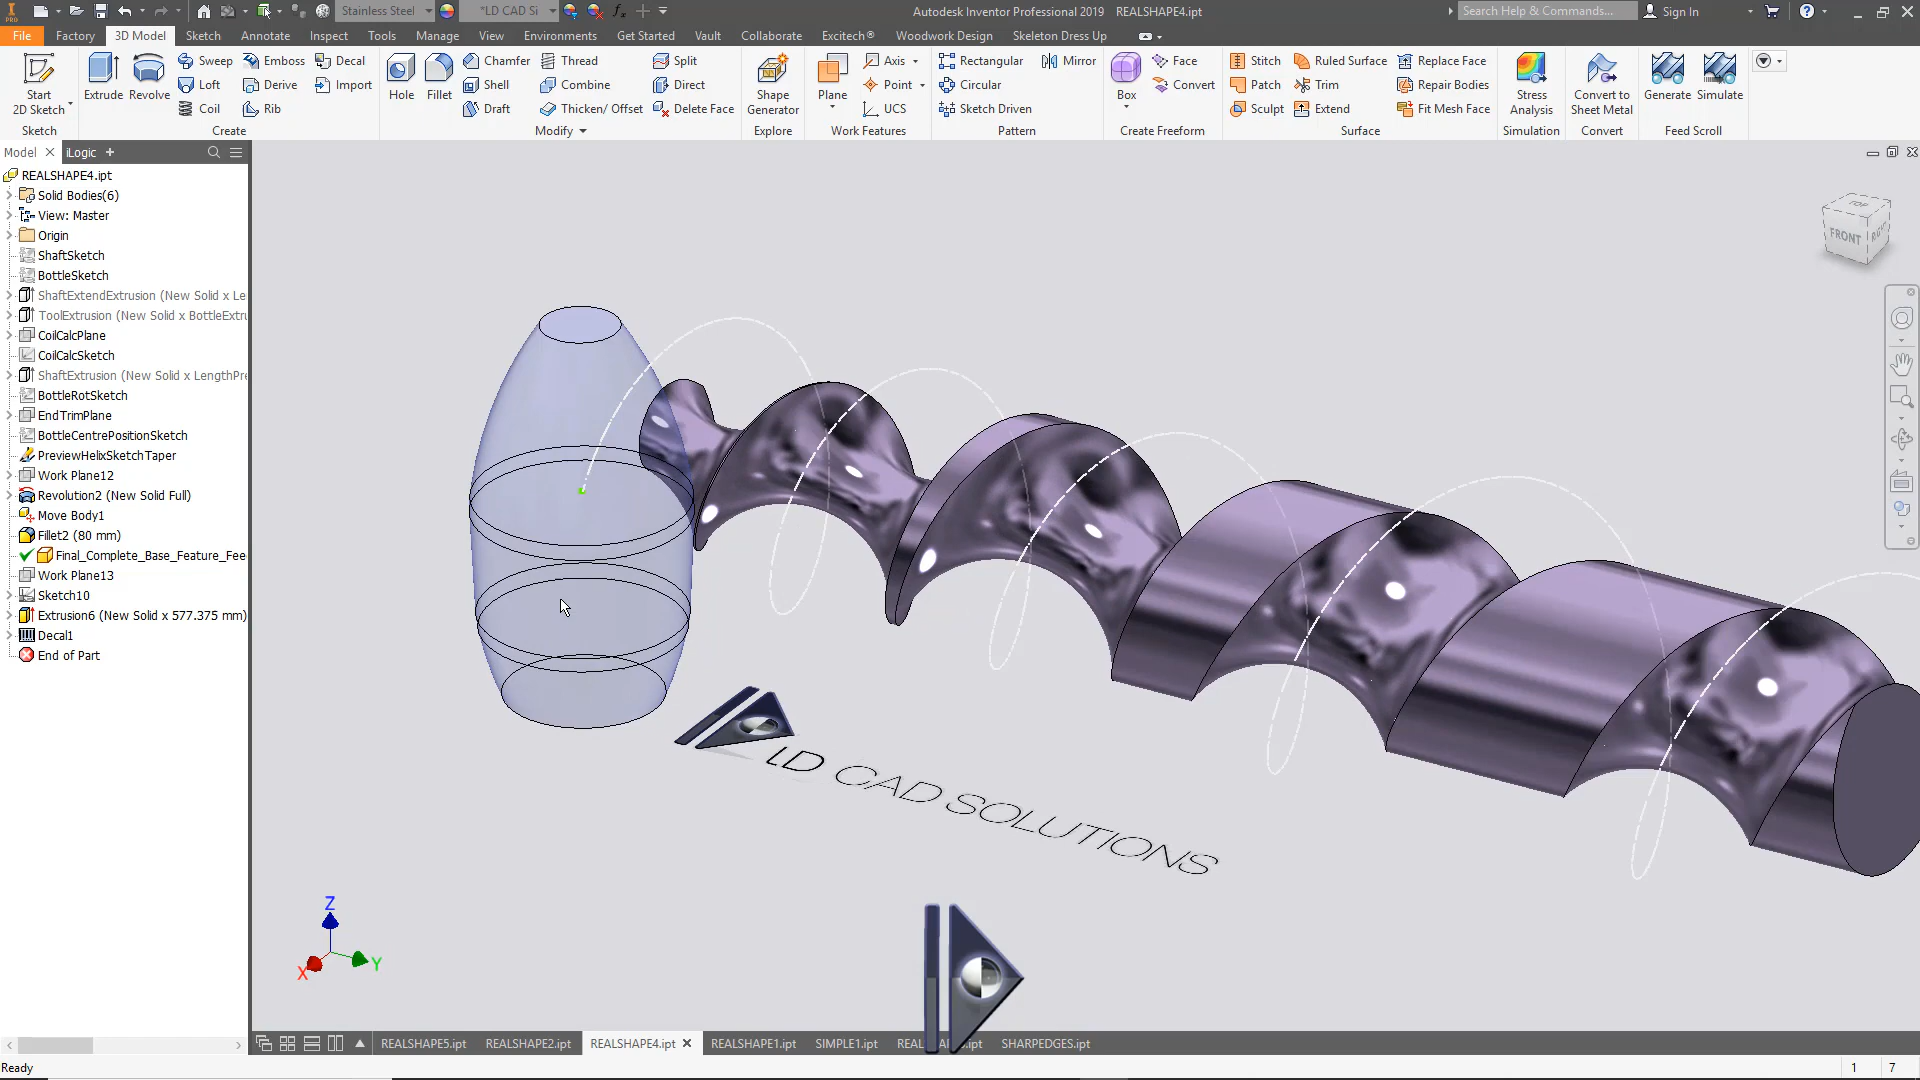 Stainless Steel
*LD CAD Si
Autodesk Inventor Professional 2019 REALSHAPE4.ipt
Search Help & Commands...
Sign In
File Factory 3D Model Sketch Annotate Inspect Tools Manage View Environments Get Started Vault Collaborate Excitech® Woodwork Design Skeleton Dress Up
Start
2D Sketch
Sketch
Extrude
Revolve
Sweep
Loft
Coil
Emboss
Derive
Rib
Decal
Import
Create
Hole
Fillet
Chamfer
Shell
Draft
Thread
Combine
Thicken/ Offset
Split
Direct
Delete Face
Modify
Shape
Generator
Explore
Plane
Axis
Point
UCS
Work Features
Rectangular
Circular
Sketch Driven
Mirror
Pattern
Box
Face
Convert
Create Freeform
Stitch
Patch
Sculpt
Ruled Surface
Trim
Extend
Replace Face
Repair Bodies
Fit Mesh Face
Surface
Stress
Analysis
Simulation
Convert to
Sheet Metal
Convert
Generate
Simulate
Feed Scroll
Model
iLogic
REALSHAPE4.ipt
Solid Bodies(6)
View: Master
Origin
ShaftSketch
BottleSketch
ShaftExtendExtrusion (New Solid x Le
ToolExtrusion (New Solid x BottleExtru
CoilCalcPlane
CoilCalcSketch
ShaftExtrusion (New Solid x LengthPre
BottleRotSketch
EndTrimPlane
BottleCentrePositionSketch
PreviewHelixSketchTaper
Work Plane12
Revolution2 (New Solid Full)
Move Body1
Fillet2 (80 mm)
Final_Complete_Base_Feature_Fee
Work Plane13
Sketch10
Extrusion6 (New Solid x 577.375 mm)
Decal1
End of Part
TOP
FRONT
LD CAD SOLUTIONS
Z
X
Y
REALSHAPE5.ipt REALSHAPE2.ipt REALSHAPE4.ipt REALSHAPE1.ipt SIMPLE1.ipt SHARPEDGES.ipt
Ready
1 7